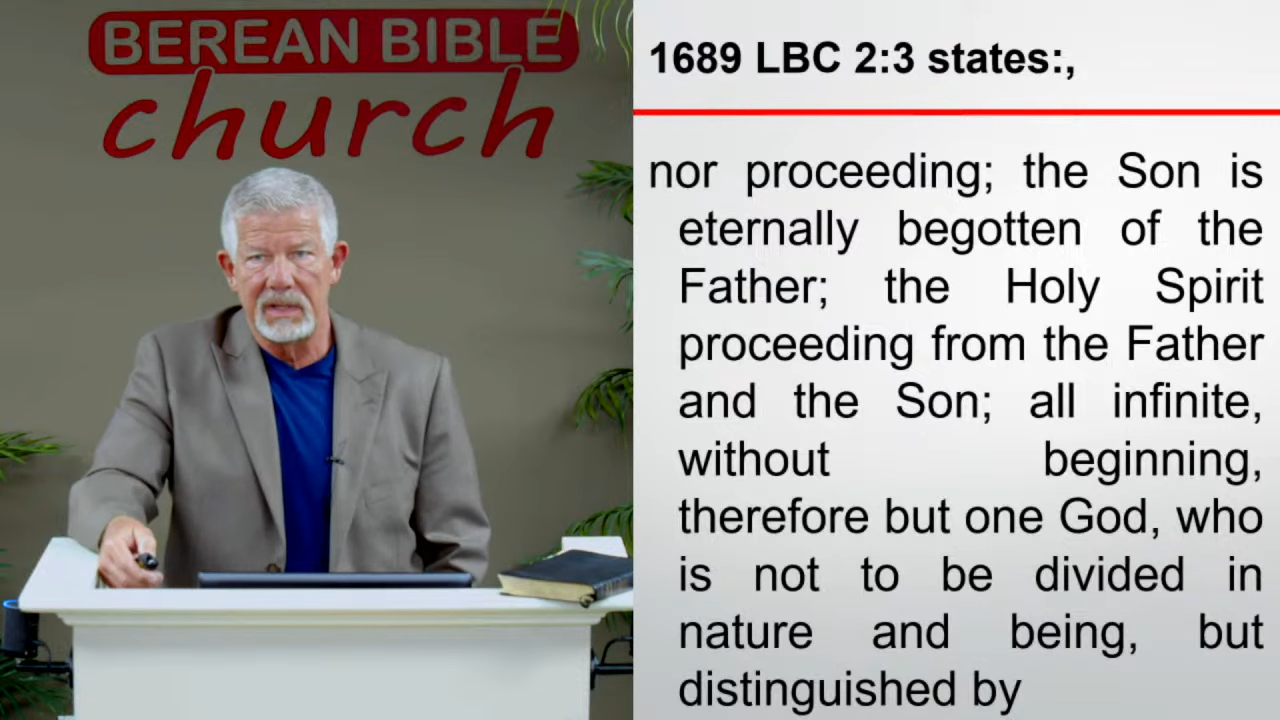 BEREAN BIBLE
church
1689 LBC 2:3 states:,
nor proceeding; the Son is
eternally begotten of the
Father; the Holy Spirit
proceeding from the Father
and the Son; all infinite,
without beginning,
therefore but one God, who
is not to be divided in
nature and being, but
distinguished by